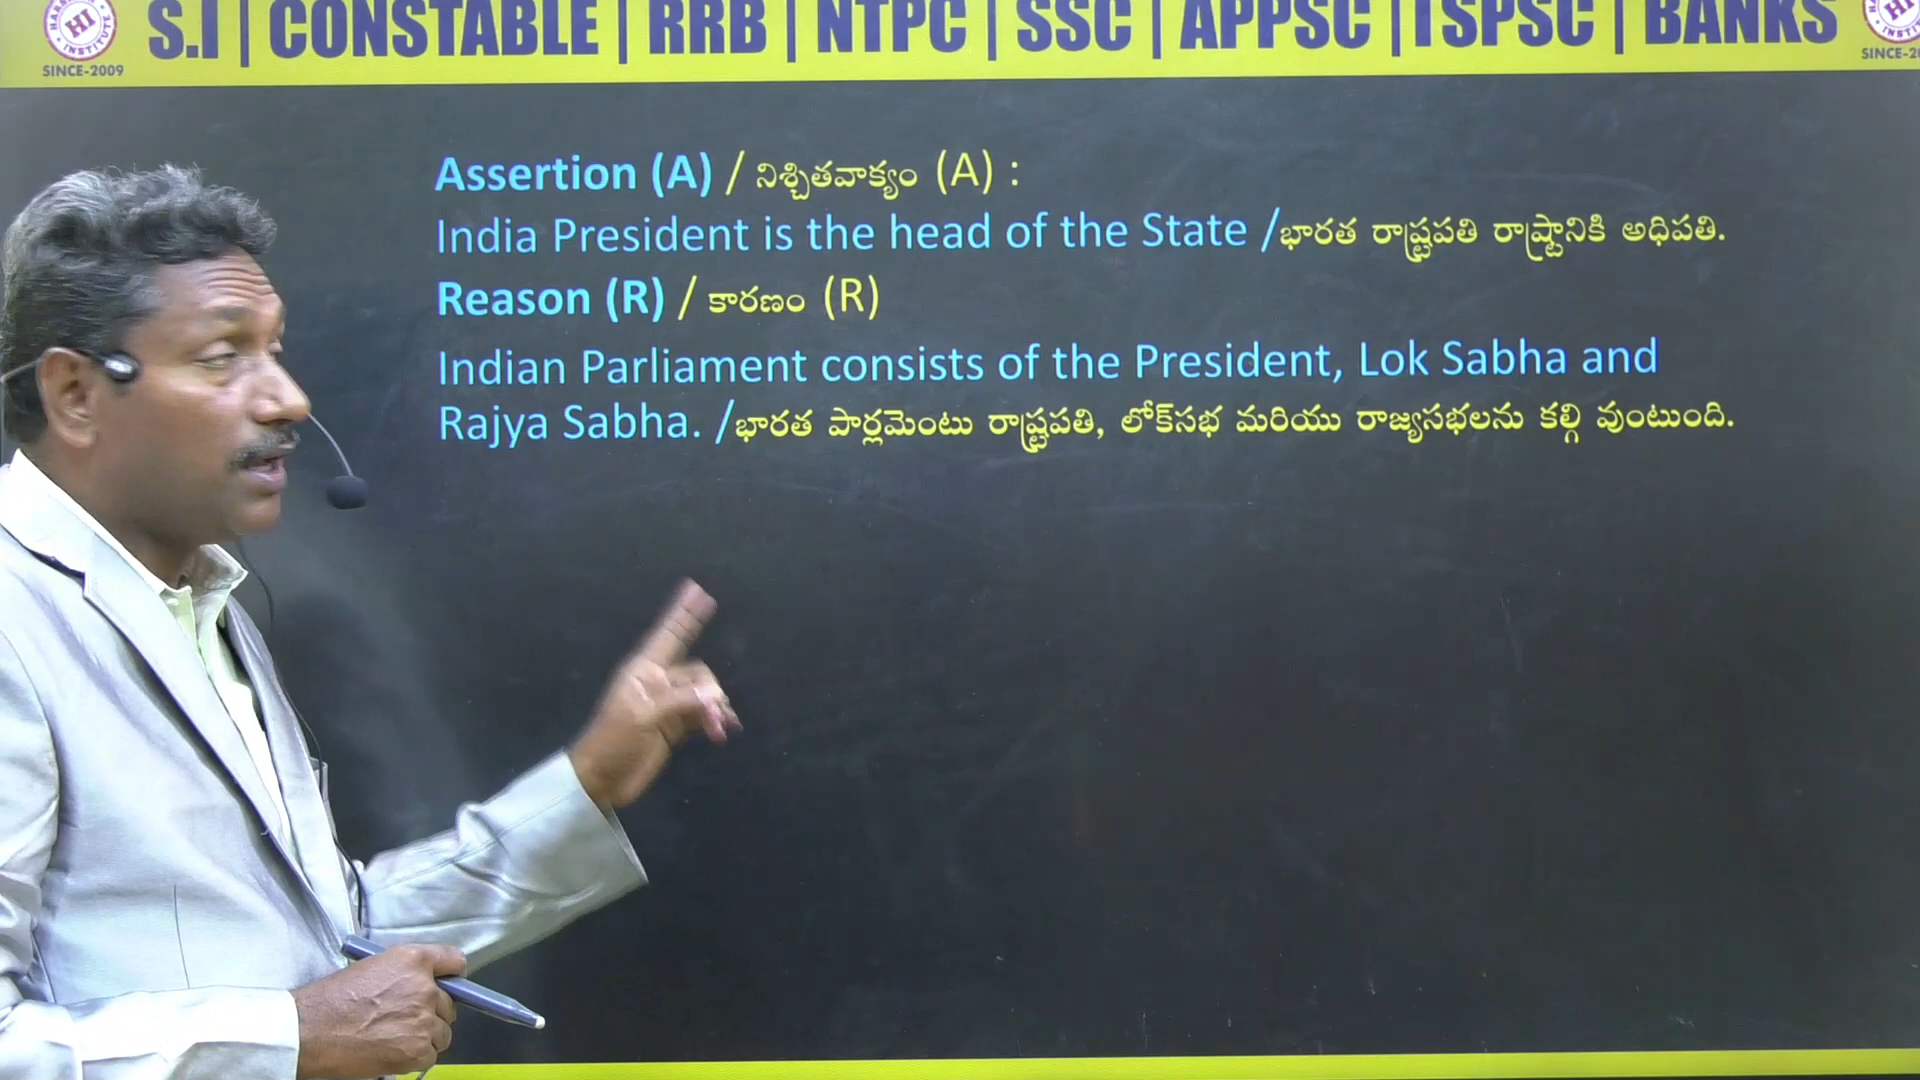 S.I | CONSTABLE | RRB | NTPC | SSC | APPSC | TSPSC | BANKS
HI
INSTITUTE
SINCE-2009
Assertion (A) / నిశ్చితవాక్యం (A) :
India President is the head of the State /భారత రాష్ట్రపతి రాష్ట్రానికి అధిపతి.
Reason (R) / కారణం (R)
Indian Parliament consists of the President, Lok Sabha and
Rajya Sabha. /భారత పార్లమెంటు రాష్ట్రపతి, లోక్‌సభ మరియు రాజ్యసభలను కల్గి వుంటుంది.